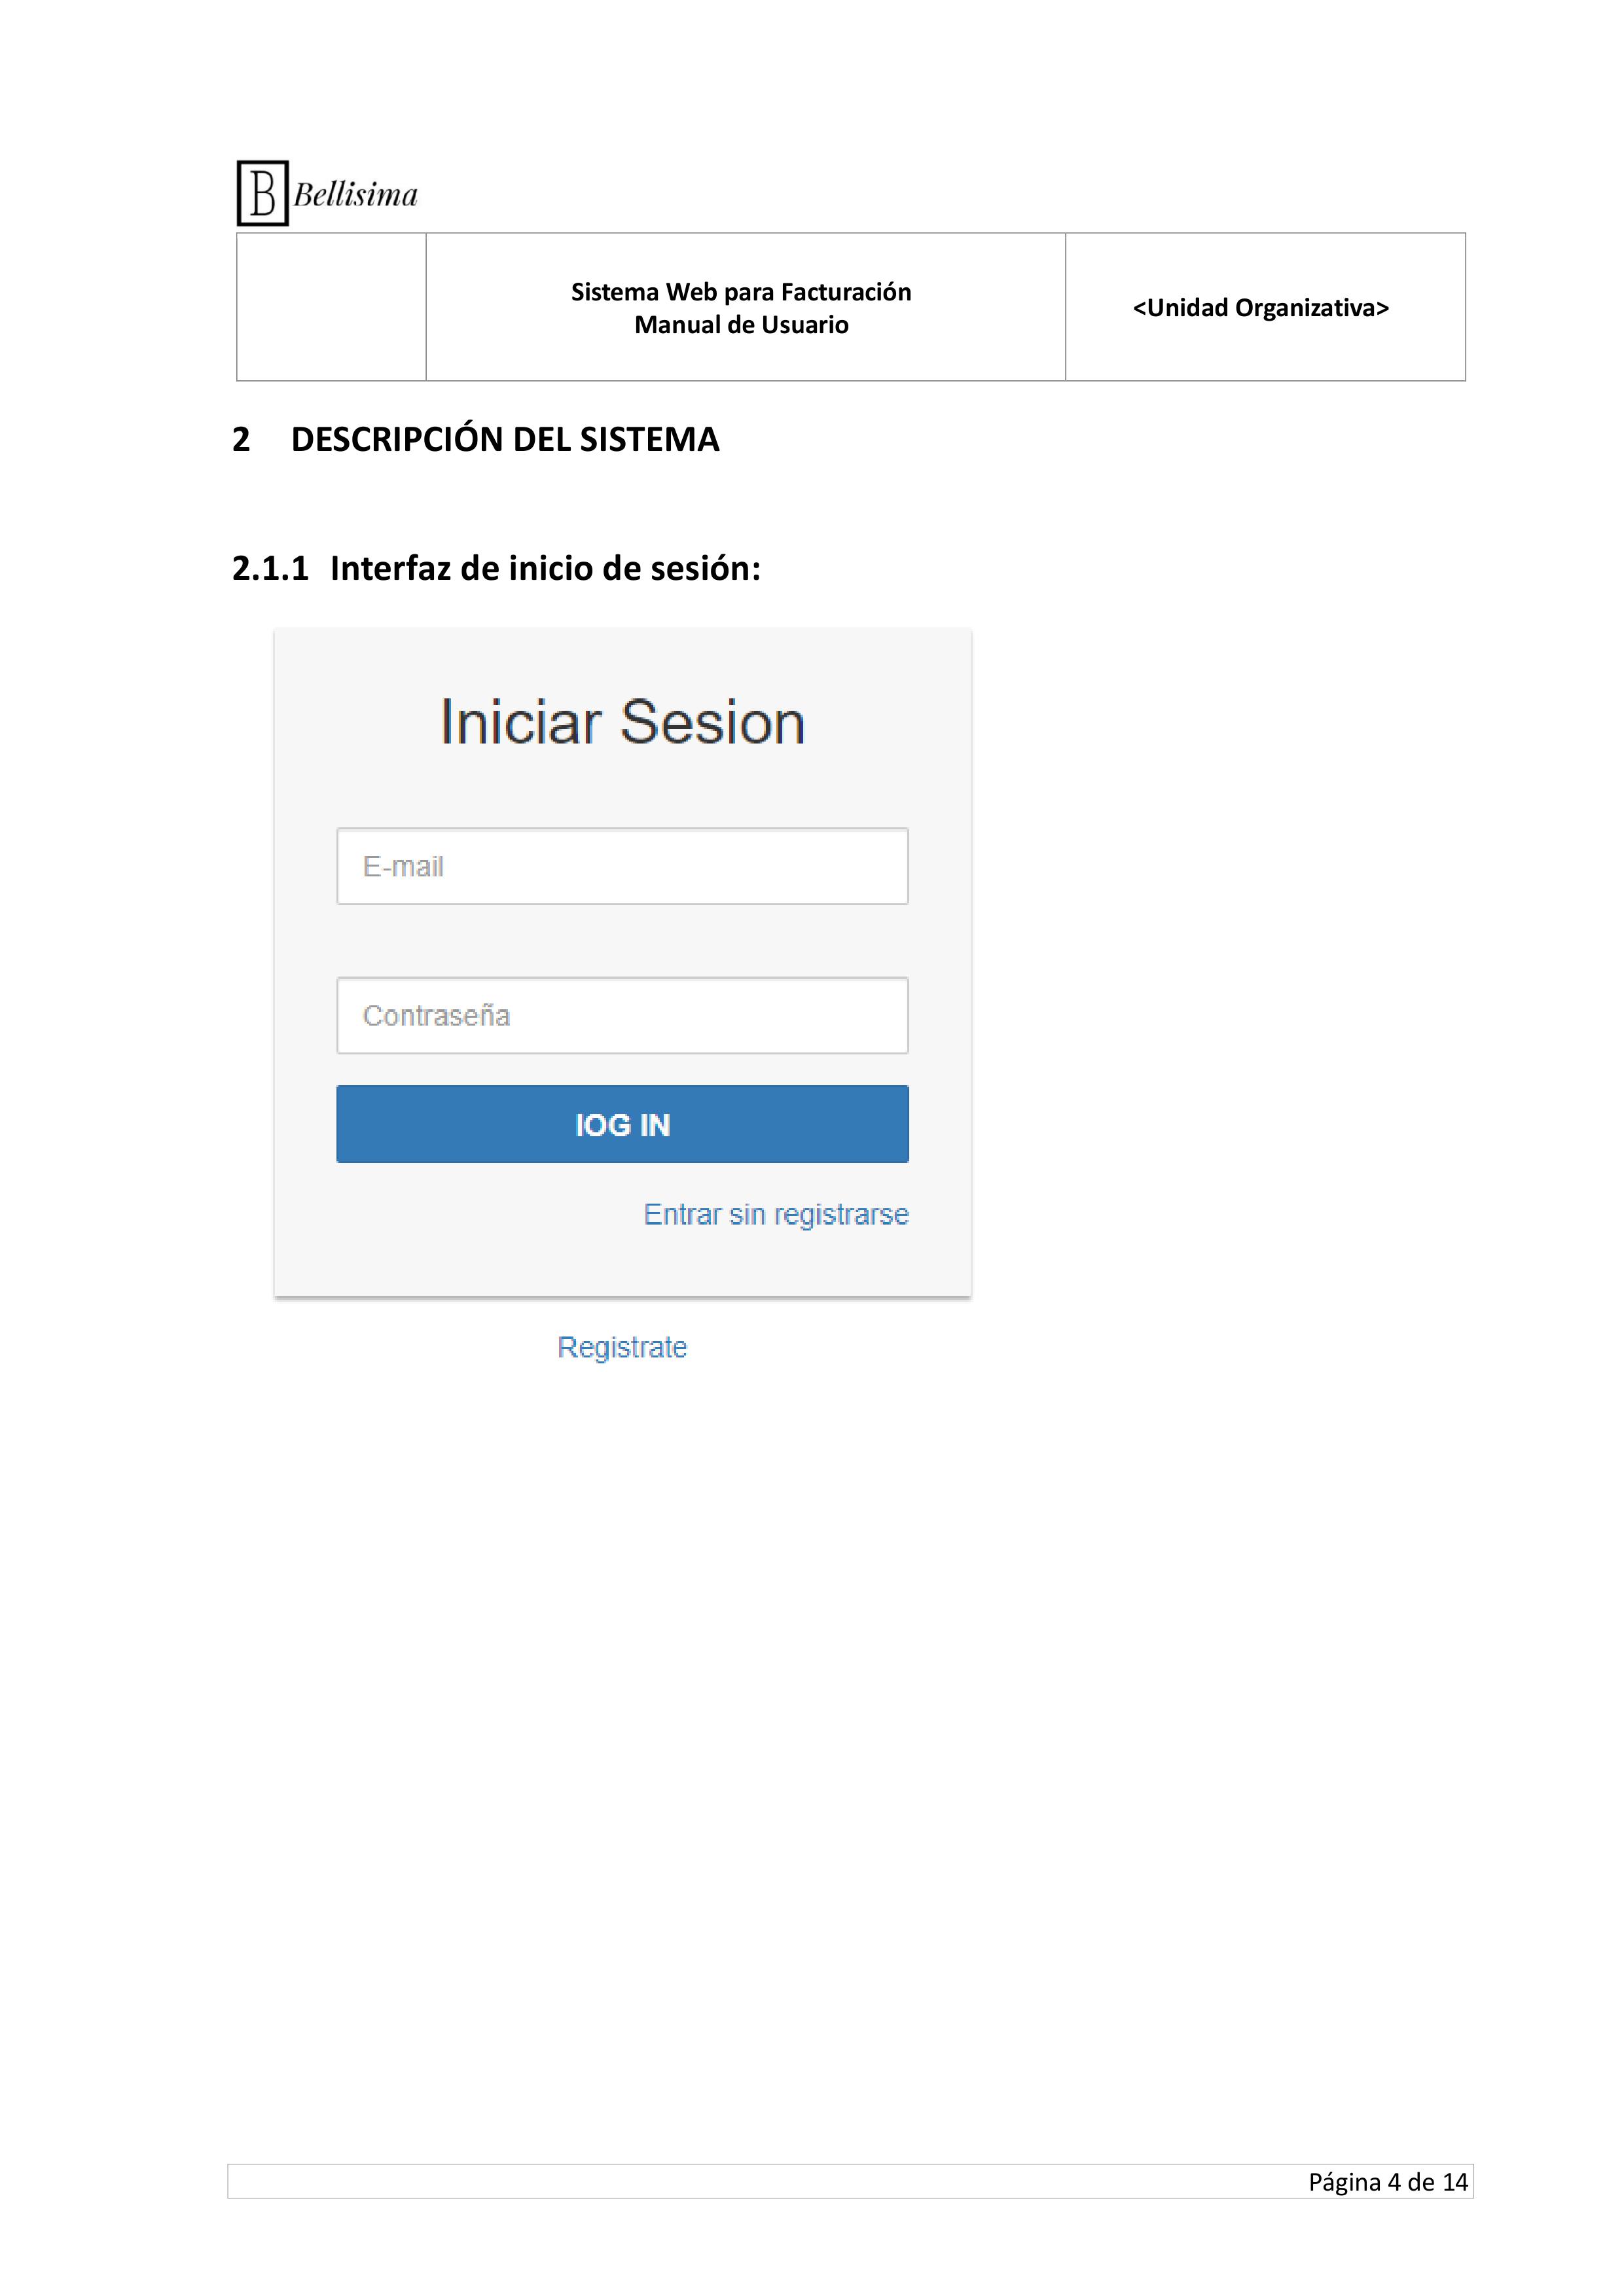 B Bellisima
Sistema Web para Facturación
Manual de Usuario
<Unidad Organizativa>
2 DESCRIPCIÓN DEL SISTEMA
2.1.1 Interfaz de inicio de sesión:
Iniciar Sesion
E-mail
Contraseña
lOG IN
Entrar sin registrarse
Registrate
Página 4 de 14